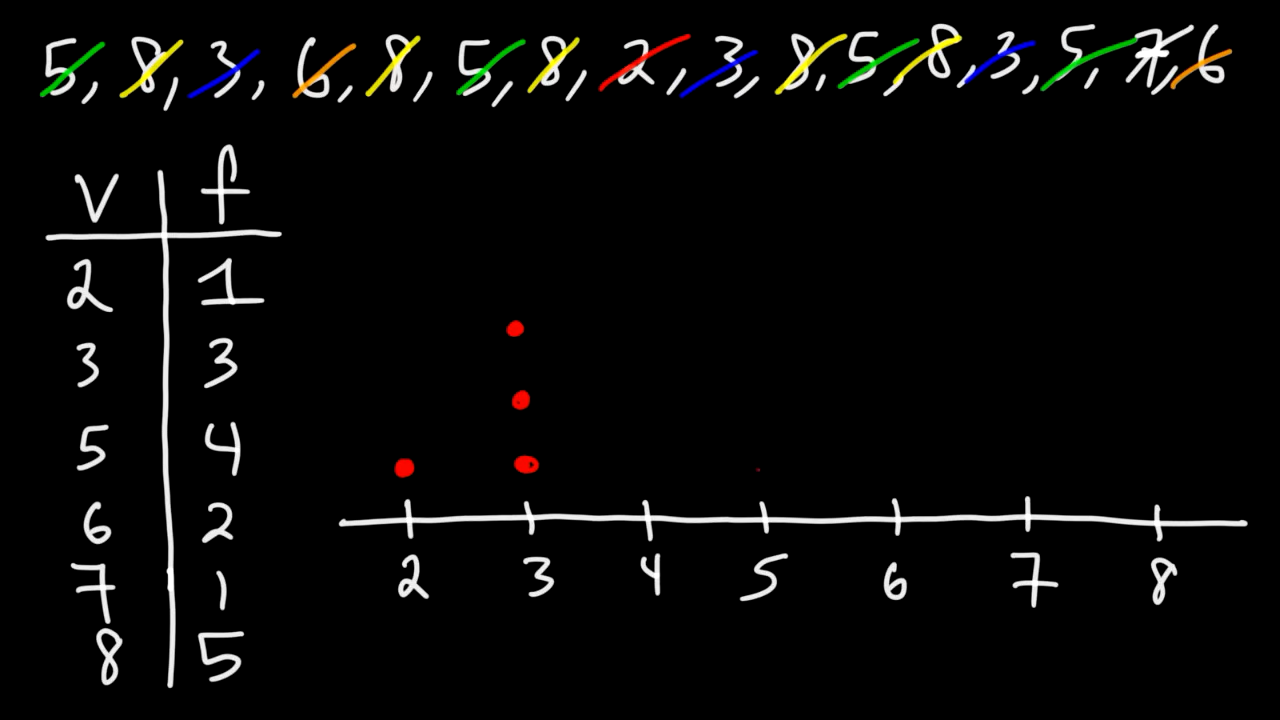 5, 8, 3, 6, 8, 5, 8, 2, 3, 8, 5, 8, 3, 5, 7, 6
V f
2 1
3 3
5 4
6 2
7 1
8 5
2 3 4 5 6 7 8